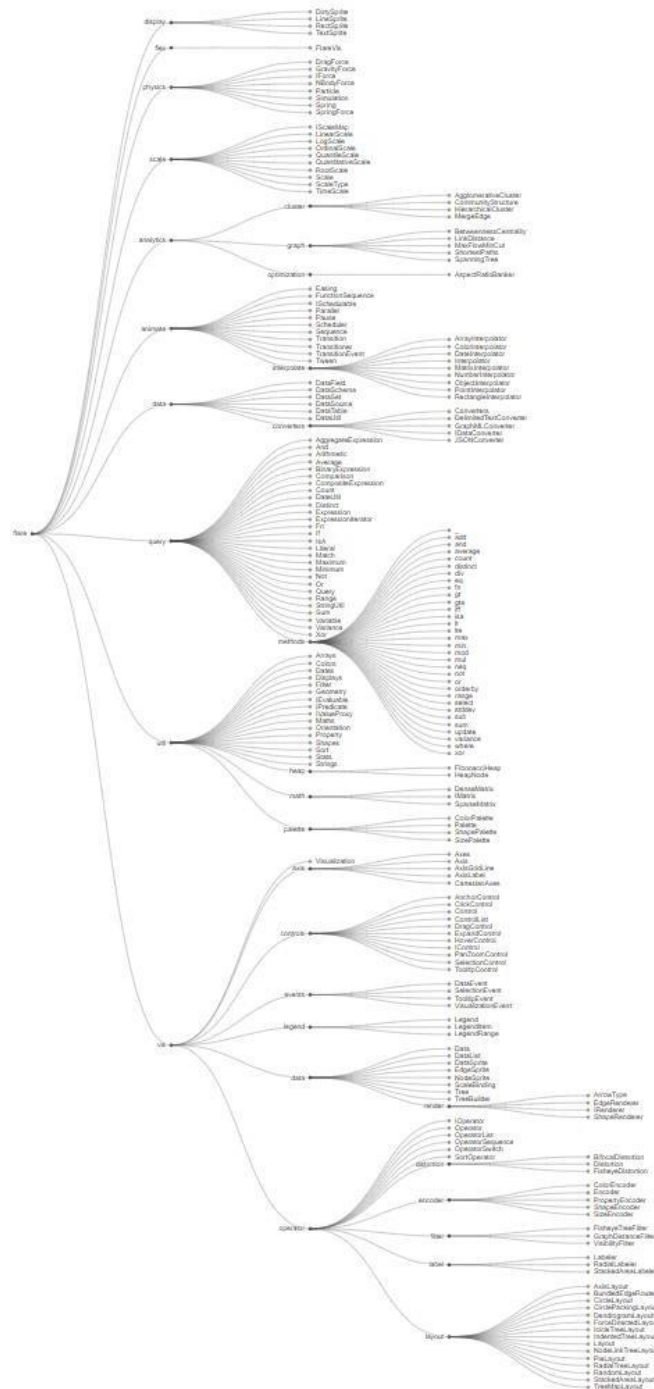 flare
display
DirtySprite
LineSprite
RectSprite
TextSprite
flex
FlareVis
physics
DragForce
GravityForce
IForce
NBodyForce
Particle
Simulation
Spring
SpringForce
scale
IScaleMap
LinearScale
LogScale
OrdinalScale
QuantileScale
QuantitativeScale
RootScale
Scale
ScaleType
TimeScale
analytics
cluster
AgglomerativeCluster
CommunityStructure
HierarchicalCluster
MergeEdge
graph
BetweennessCentrality
LinkDistance
MaxFlowMinCut
ShortestPaths
SpanningTree
optimization
AspectRatioBanker
animate
Easing
FunctionSequence
ISchedulable
Parallel
Pause
Scheduler
Sequence
Transition
Transitioner
TransitionEvent
Tween
interpolate
ArrayInterpolator
ColorInterpolator
DateInterpolator
Interpolator
MatrixInterpolator
NumberInterpolator
ObjectInterpolator
PointInterpolator
RectangleInterpolator
data
DataField
DataSchema
DataSet
DataSource
DataTable
DataUtil
converters
Converters
DelimitedTextConverter
GraphMLConverter
IDataConverter
JSONConverter
query
AggregateExpression
And
Arithmetic
Average
BinaryExpression
Comparison
CompositeExpression
Count
DateUtil
Distinct
Expression
ExpressionIterator
Fn
If
IsA
Literal
Match
Maximum
Minimum
Not
Or
Query
Range
StringUtil
Sum
Variable
Variance
Xor
methods
_
add
and
average
count
distinct
div
eq
fn
gt
gte
iff
isa
lt
lte
max
min
mod
mul
neq
not
or
orderby
range
select
stddev
sub
sum
update
variance
where
xor
util
Arrays
Colors
Dates
Displays
Filter
Geometry
IEvaluable
IPredicate
IValueProxy
Maths
Orientation
Property
Shapes
Sort
Stats
Strings
heap
FibonacciHeap
HeapNode
math
DenseMatrix
IMatrix
SparseMatrix
palette
ColorPalette
Palette
ShapePalette
SizePalette
vis
Visualization
axis
Axes
Axis
AxisGridLine
AxisLabel
CartesianAxes
controls
AnchorControl
ClickControl
Control
ControlList
DragControl
ExpandControl
HoverControl
IControl
PanZoomControl
SelectionControl
TooltipControl
events
DataEvent
SelectionEvent
TooltipEvent
VisualizationEvent
legend
Legend
LegendItem
LegendRange
data
Data
DataList
DataSprite
EdgeSprite
NodeSprite
ScaleBinding
Tree
TreeBuilder
render
ArrowType
EdgeRenderer
IRenderer
ShapeRenderer
operator
IOperator
Operator
OperatorList
OperatorSequence
OperatorSwitch
SortOperator
distortion
BifocalDistortion
Distortion
FisheyeDistortion
encoder
ColorEncoder
Encoder
PropertyEncoder
ShapeEncoder
SizeEncoder
filter
FisheyeTreeFilter
GraphDistanceFilter
VisibilityFilter
label
Labeler
RadialLabeler
StackedAreaLabeler
layout
AxisLayout
BundledEdgeRoute
CircleLayout
CirclePackingLayou
DendrogramLayout
ForceDirectedLayou
IcicleTreeLayout
IndentedTreeLayout
Layout
NodeLinkTreeLayou
PieLayout
RadialTreeLayout
RandomLayout
StackedAreaLayout
TreeMapLayout